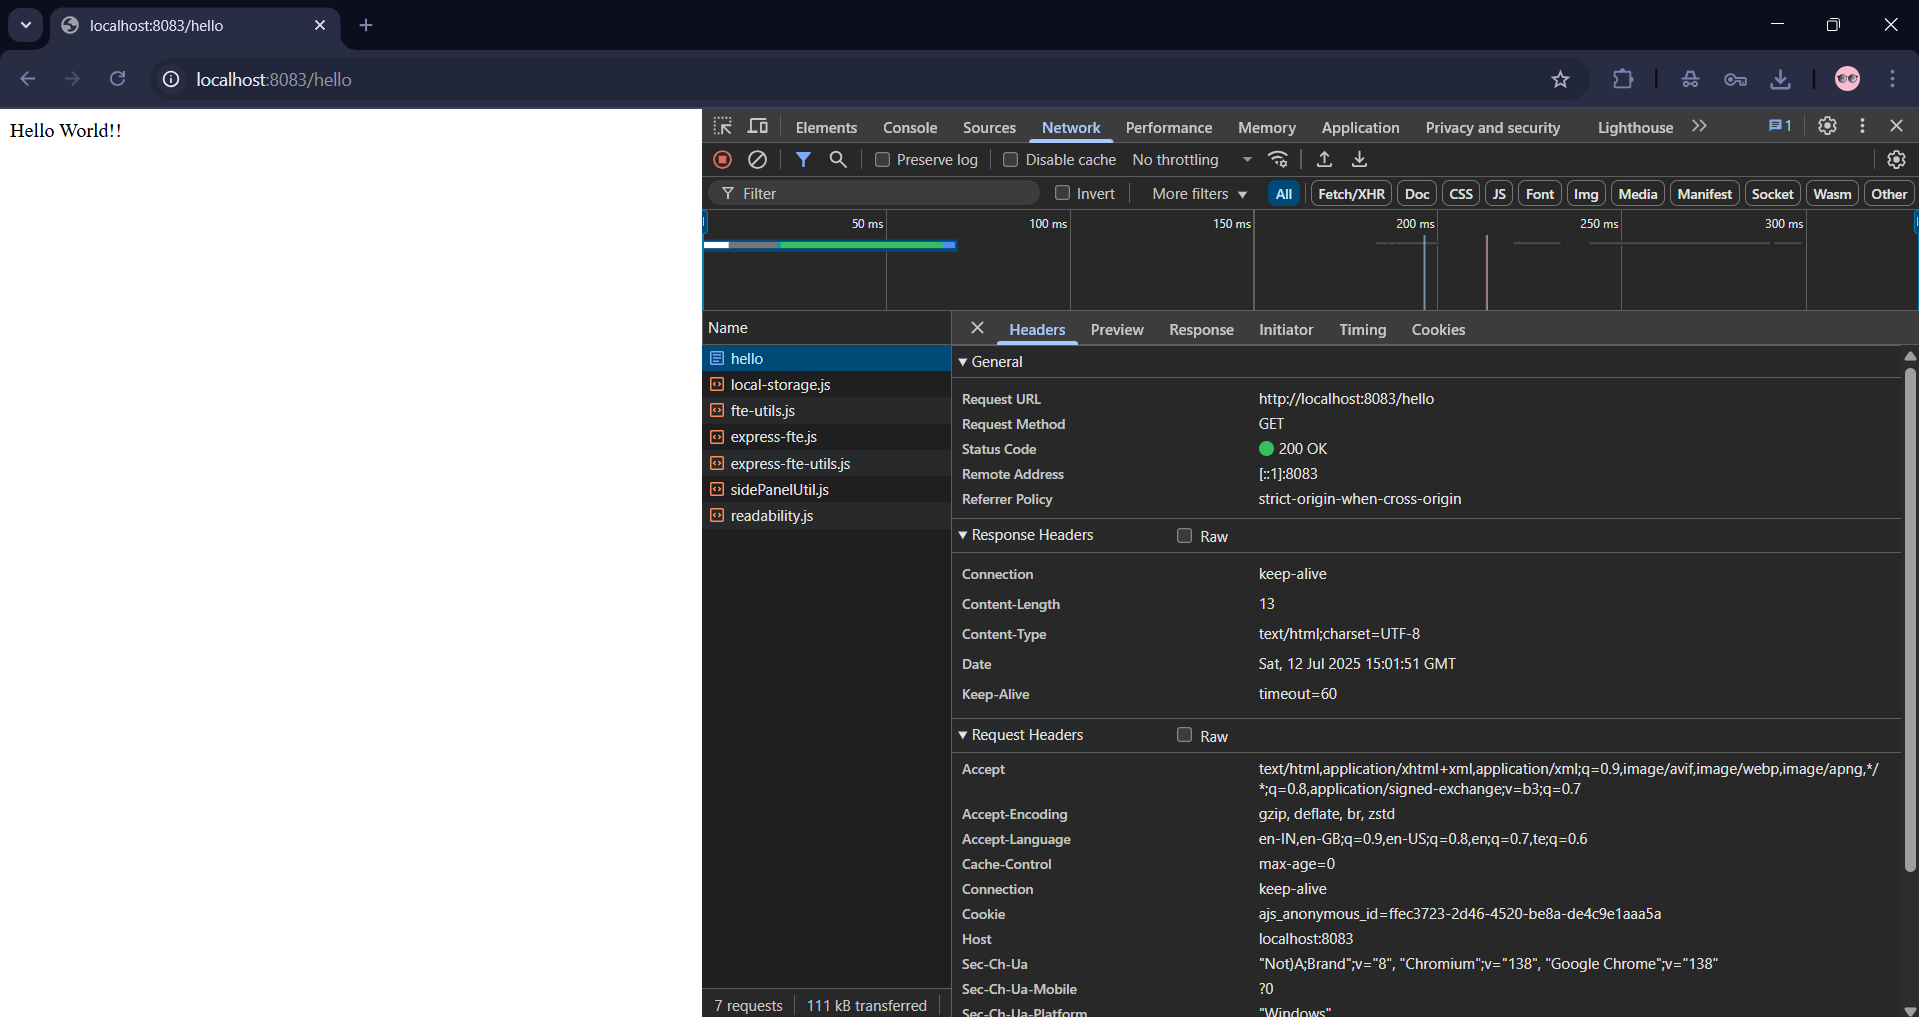 localhost:8083/hello
localhost:8083/hello
Hello World!!
Elements Console Sources Network Performance Memory Application Privacy and security Lighthouse 1
Preserve log Disable cache No throttling
Filter Invert More filters All Fetch/XHR Doc CSS JS Font Img Media Manifest Socket Wasm Other
50 ms 100 ms 150 ms 200 ms 250 ms 300 ms
Name
hello
local-storage.js
fte-utils.js
express-fte.js
express-fte-utils.js
sidePanelUtil.js
readability.js
7 requests 111 kB transferred
Headers Preview Response Initiator Timing Cookies
General
Request URL http://localhost:8083/hello
Request Method GET
Status Code 200 OK
Remote Address [::1]:8083
Referrer Policy strict-origin-when-cross-origin
Response Headers Raw
Connection keep-alive
Content-Length 13
Content-Type text/html;charset=UTF-8
Date Sat, 12 Jul 2025 15:01:51 GMT
Keep-Alive timeout=60
Request Headers Raw
Accept text/html,application/xhtml+xml,application/xml;q=0.9,image/avif,image/webp,image/apng,*/
*;q=0.8,application/signed-exchange;v=b3;q=0.7
Accept-Encoding gzip, deflate, br, zstd
Accept-Language en-IN,en-GB;q=0.9,en-US;q=0.8,en;q=0.7,te;q=0.6
Cache-Control max-age=0
Connection keep-alive
Cookie ajs_anonymous_id=ffec3723-2d46-4520-be8a-de4c9e1aaa5a
Host localhost:8083
Sec-Ch-Ua "Not)A;Brand";v="8", "Chromium";v="138", "Google Chrome";v="138"
Sec-Ch-Ua-Mobile ?0
Sec-Ch-Ua-Platform "Windows"